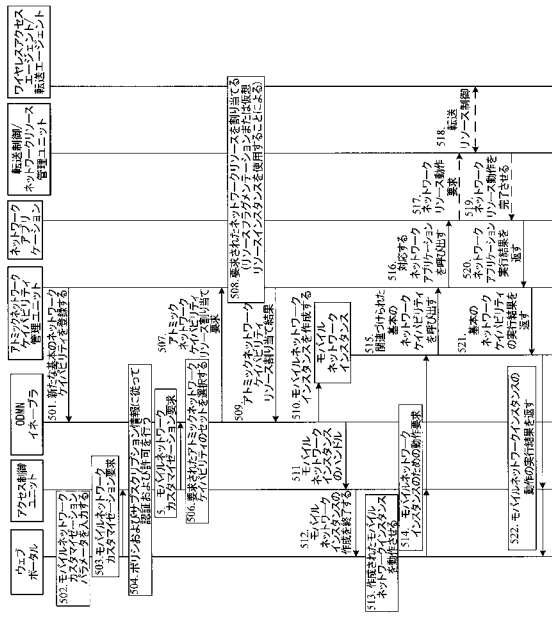 ウェブ
ポータル
アクセス制御
ユニット
ODMN
イネーブラ
アトミックネットワーク
ケイパビリティ
管理ユニット
ネットワーク
アプリ
ケーション
転送制御/
ネットワークリソース
管理ユニット
ワイヤレスアクセス
エージェント/
転送エージェント
501. 新たな基本のネットワーク
ケイパビリティを登録する
502. モバイルネットワーク
カスタマイゼーション
パラメータを入力する
503. モバイルネットワーク
カスタマイゼーション要求
504. ポリシおよびサブスクリプション情報に従って
認証および許可を行う
5. モバイルネットワーク
カスタマイゼーション要求
506. 要求されたアトミックネットワーク
ケイパビリティのセットを選択する
507. アトミック
ネットワーク
ケイパビリティ
リソース割り当て
要求
508. 要求されたネットワークリソースを割り当てる
(リソースフラグメンテーションまたは仮想
リソースインスタンスを使用することによる)
509. アトミックネットワーク
ケイパビリティ
リソース割り当て結果
510. モバイルネットワーク
インスタンスを作成する
モバイル
ネットワーク
インスタンス
511. モバイル
ネットワーク
インスタンス
のハンドル
512. モバイル
ネットワーク
インスタンスの
作成を終了する
513. 作成されたモバイル
ネットワークインスタンス
を動作させる
514. モバイルネットワーク
インスタンスのための動作要求
515. 関連づけられた
基本の
ネットワーク
ケイパビリティ
を呼び出す
516. 対応する
ネットワーク
アプリケーション
を呼び出す
517. ネットワーク
リソース動作
要求
518. 転送
リソース制御
519. ネットワーク
リソース動作を
完了させる
520. ネットワーク
アプリケーション
実行結果を
返す
521. 基本の
ネットワーク
ケイパビリティ
の実行結果を
返す
522. モバイルネットワークインスタンスの
動作の実行結果を返す